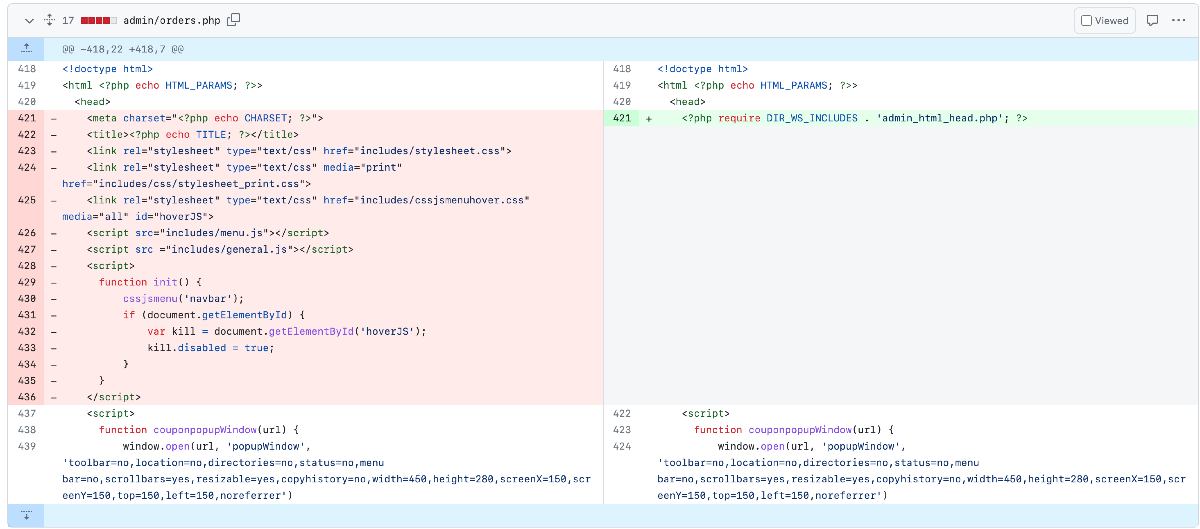 17 admin/orders.php Viewed
@@ -418,22 +418,7 @@
418 <!doctype html>
419 <html <?php echo HTML_PARAMS; ?>>
420 <head>
421 - <meta charset="<?php echo CHARSET; ?>">
422 - <title><?php echo TITLE; ?></title>
423 - <link rel="stylesheet" type="text/css" href="includes/stylesheet.css">
424 - <link rel="stylesheet" type="text/css" media="print"
href="includes/css/stylesheet_print.css">
425 - <link rel="stylesheet" type="text/css" href="includes/cssjsmenuhover.css"
media="all" id="hoverJS">
426 - <script src="includes/menu.js"></script>
427 - <script src ="includes/general.js"></script>
428 - <script>
429 - function init() {
430 - cssjsmenu('navbar');
431 - if (document.getElementById) {
432 - var kill = document.getElementById('hoverJS');
433 - kill.disabled = true;
434 - }
435 - }
436 - </script>
437 <script>
438 function couponpopupWindow(url) {
439 window.open(url, 'popupWindow',
'toolbar=no,location=no,directories=no,status=no,menu
bar=no,scrollbars=yes,resizable=yes,copyhistory=no,width=450,height=280,screenX=150,scr
eenY=150,top=150,left=150,noreferrer')
418 <!doctype html>
419 <html <?php echo HTML_PARAMS; ?>>
420 <head>
421 + <?php require DIR_WS_INCLUDES . 'admin_html_head.php'; ?>
422 <script>
423 function couponpopupWindow(url) {
424 window.open(url, 'popupWindow',
'toolbar=no,location=no,directories=no,status=no,menu
bar=no,scrollbars=yes,resizable=yes,copyhistory=no,width=450,height=280,screenX=150,scr
eenY=150,top=150,left=150,noreferrer')